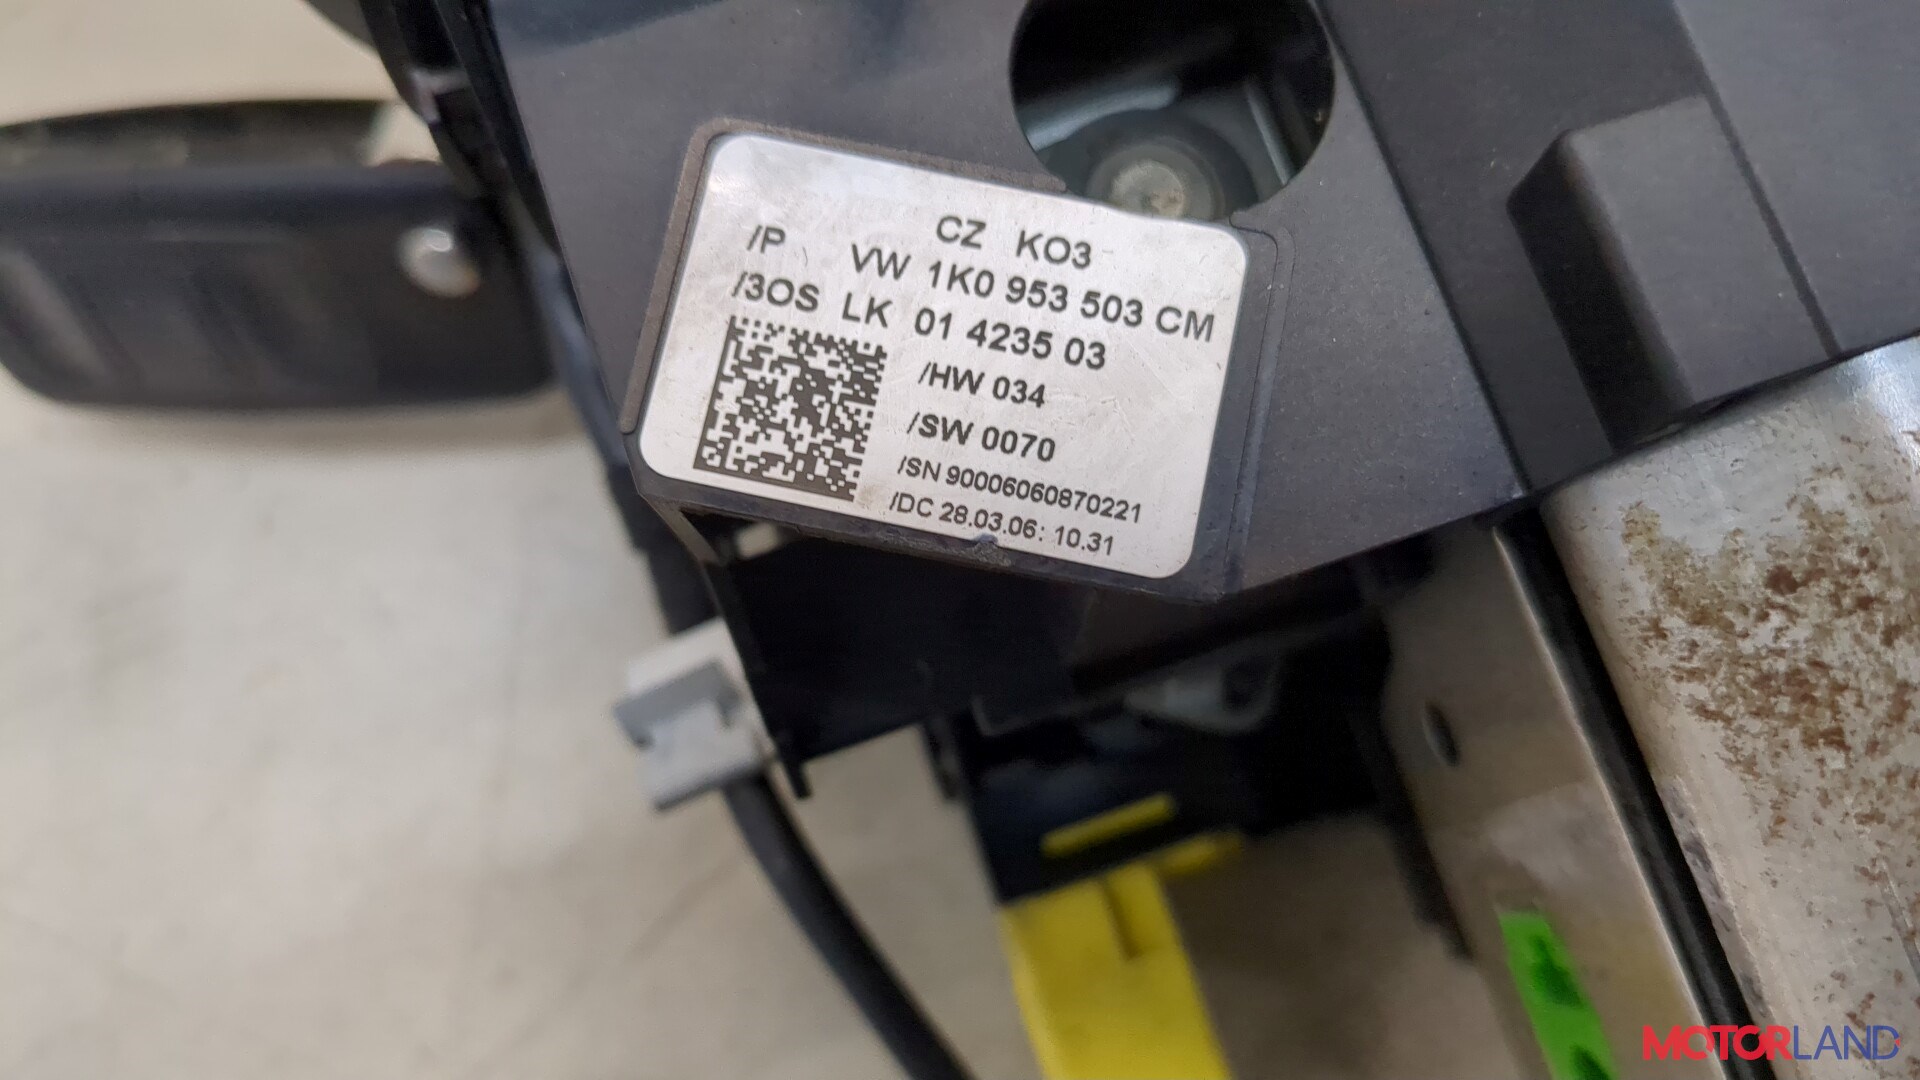 CZ KO3
/P VW 1K0 953 503 CM
/3OS LK 01 4235 03
/HW 034
/SW 0070
/SN 90006060870221
/DC 28.03.06: 10.31
MOTORLAND